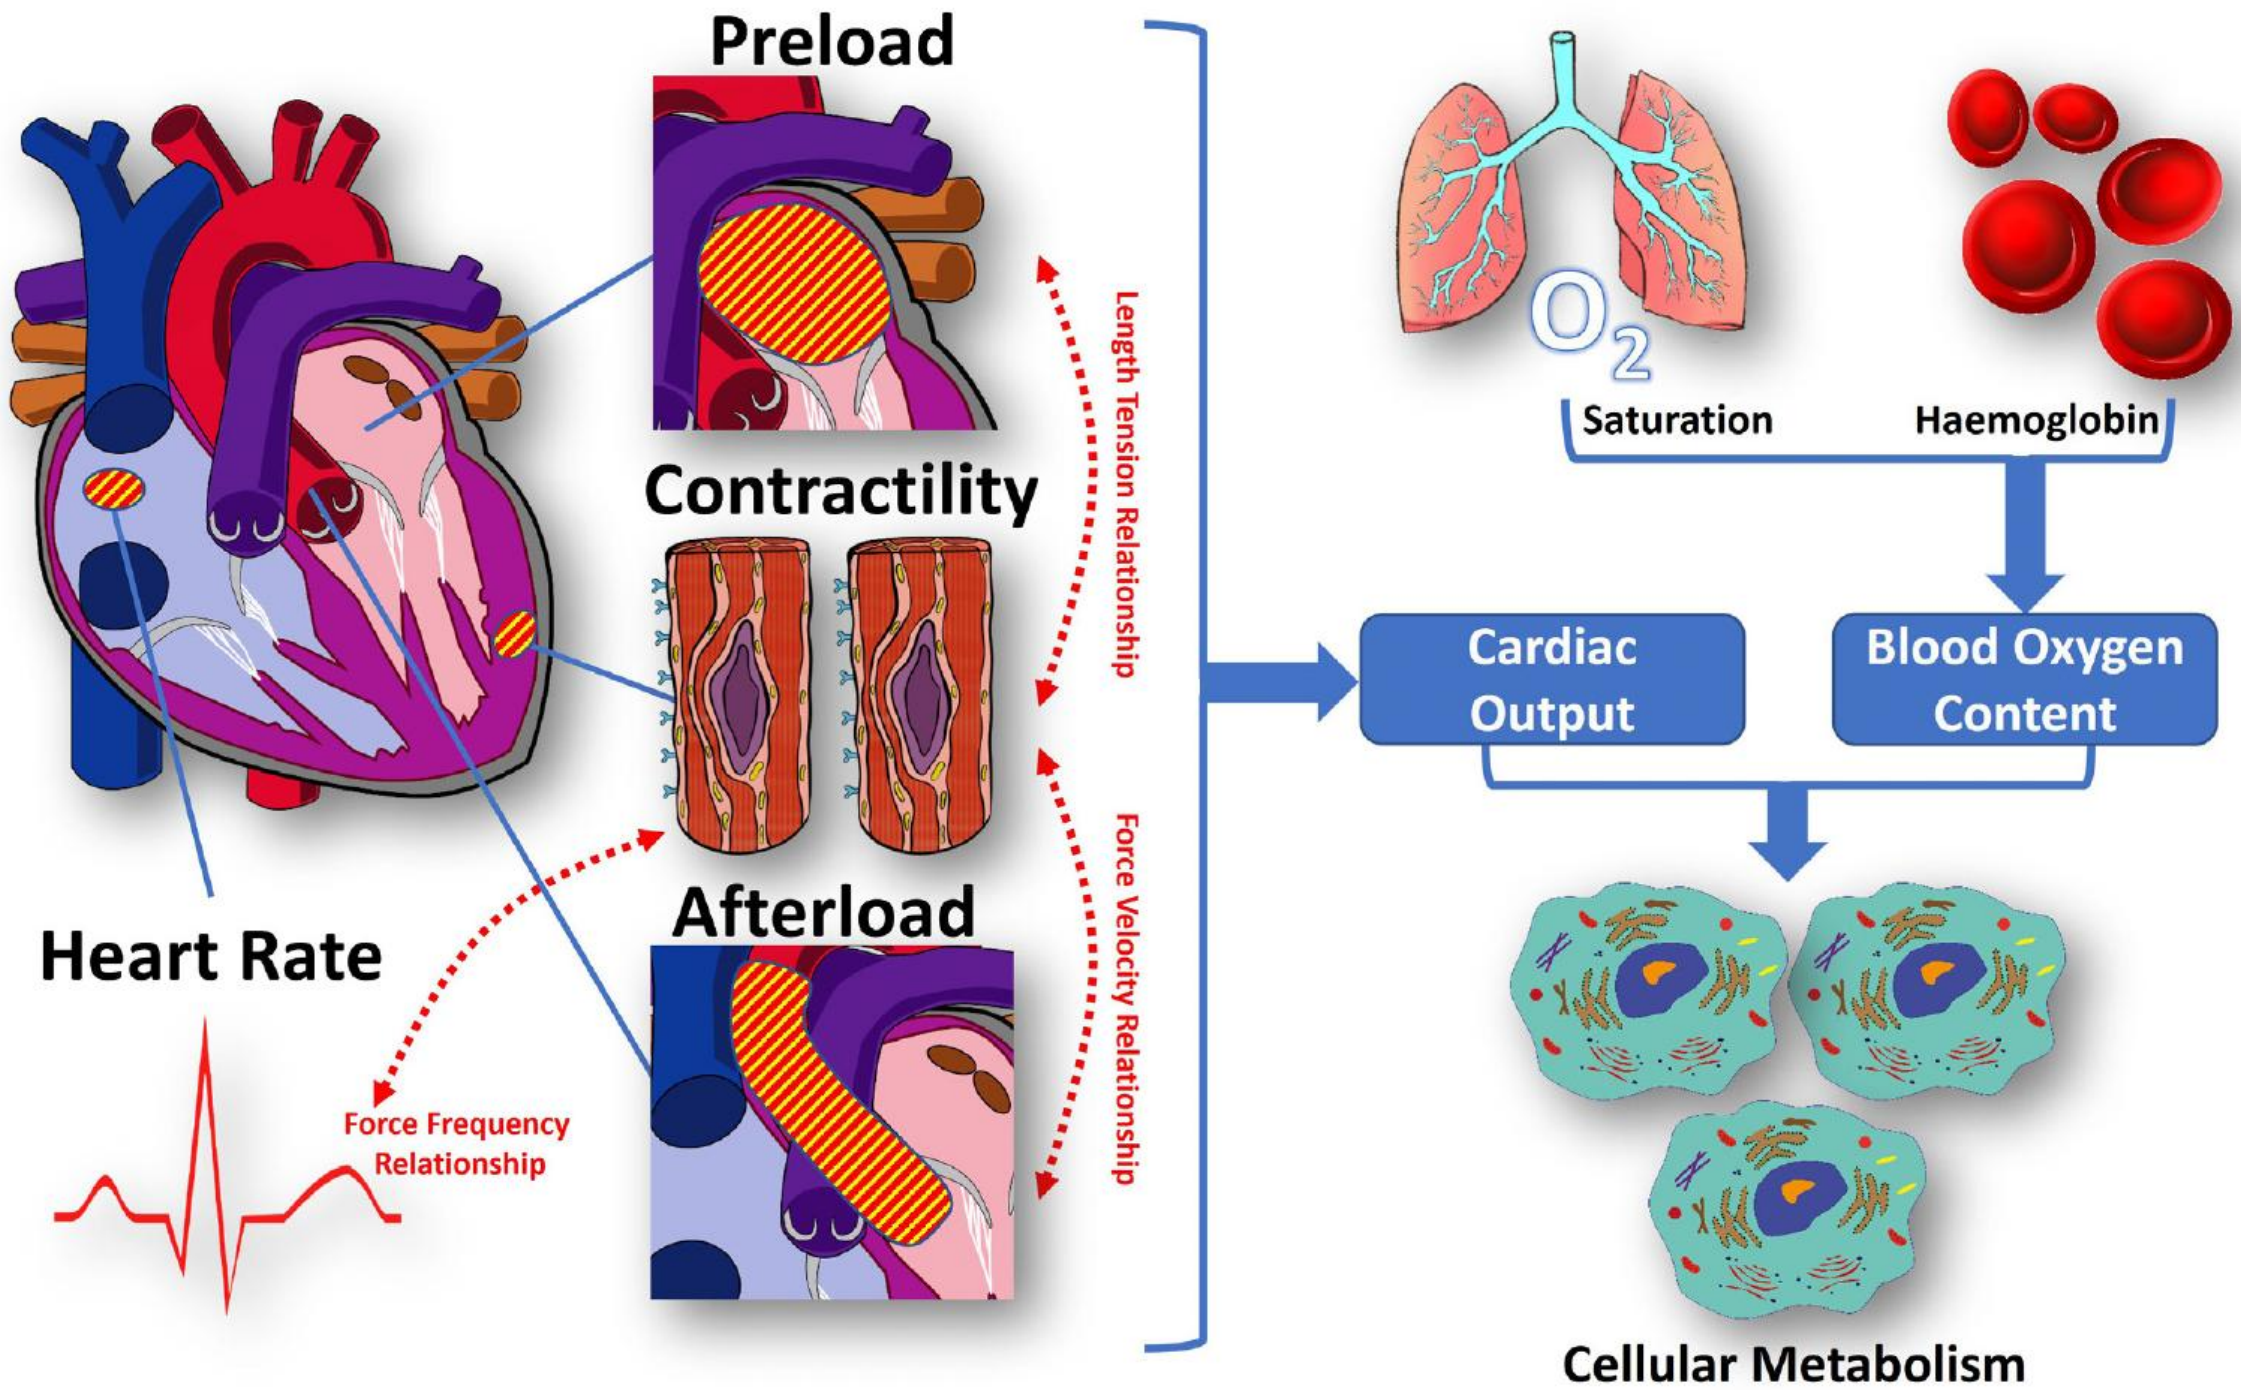 Preload
Length Tension Relationship
Contractility
Force Velocity Relationship
Afterload
Heart Rate
Force Frequency
Relationship
O2
Saturation
Haemoglobin
Cardiac
Output
Blood Oxygen
Content
Cellular Metabolism